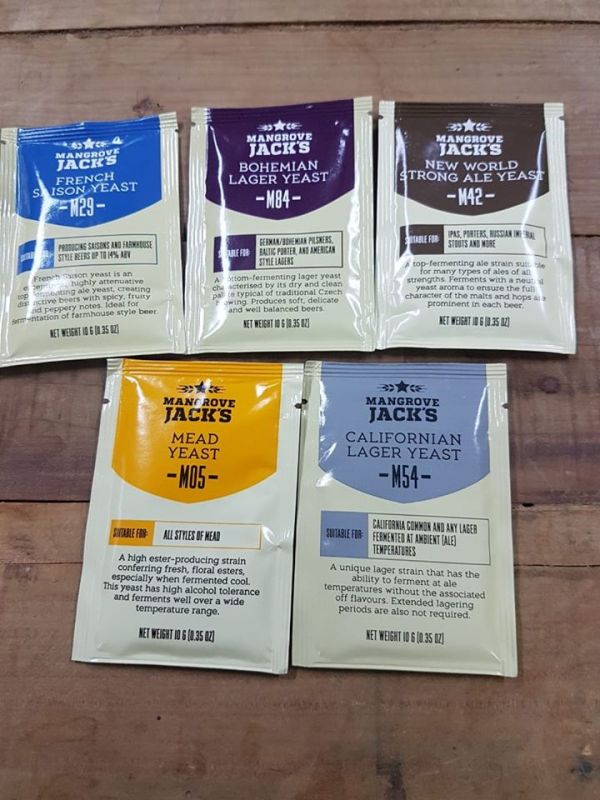 MANGROVE
JACK'S
FRENCH
SAISON YEAST
-M29-
SUITABLE FOR:
PRODUCING SAISONS AND FARMHOUSE
STYLE BEERS UP TO 14% ABV
French Saison yeast is an
highly attenuative
top-fermenting ale yeast, creating
distinctive beers with spicy, fruity
and peppery notes. Ideal for
fermentation of farmhouse style beer.
NET WEIGHT 10 G (0.35 OZ)
MANGROVE
JACK'S
BOHEMIAN
LAGER YEAST
-M84-
SUITABLE FOR:
GERMAN/BOHEMIAN PILSNERS,
BALTIC PORTER, AND AMERICAN
STYLE LAGERS
A bottom-fermenting lager yeast
characterised by its dry and clean
palate typical of traditional Czech
brewing. Produces soft, delicate
and well balanced beers.
NET WEIGHT 10 G (0.35 OZ)
MANGROVE
JACK'S
NEW WORLD
STRONG ALE YEAST
-M42-
SUITABLE FOR:
IPAS, PORTERS, RUSSIAN IMPERIAL
STOUTS AND MORE
top-fermenting ale strain suitable
for many types of ales of all
strengths. Ferments with a neutral
yeast aroma to ensure the full
character of the malts and hops are
prominent in each beer.
NET WEIGHT 10 G (0.35 OZ)
MANGROVE
JACK'S
MEAD
YEAST
-M05-
SUITABLE FOR:
ALL STYLES OF MEAD
A high ester-producing strain
conferring fresh, floral esters,
especially when fermented cool.
This yeast has high alcohol tolerance
and ferments well over a wide
temperature range.
NET WEIGHT 10 G (0.35 OZ)
MANGROVE
JACK'S
CALIFORNIAN
LAGER YEAST
-M54-
SUITABLE FOR:
CALIFORNIA COMMON AND ANY LAGER
FERMENTED AT AMBIENT (ALE)
TEMPERATURES
A unique lager strain that has the
ability to ferment at ale
temperatures without the associated
off flavours. Extended lagering
periods are also not required.
NET WEIGHT 10 G (0.35 OZ)